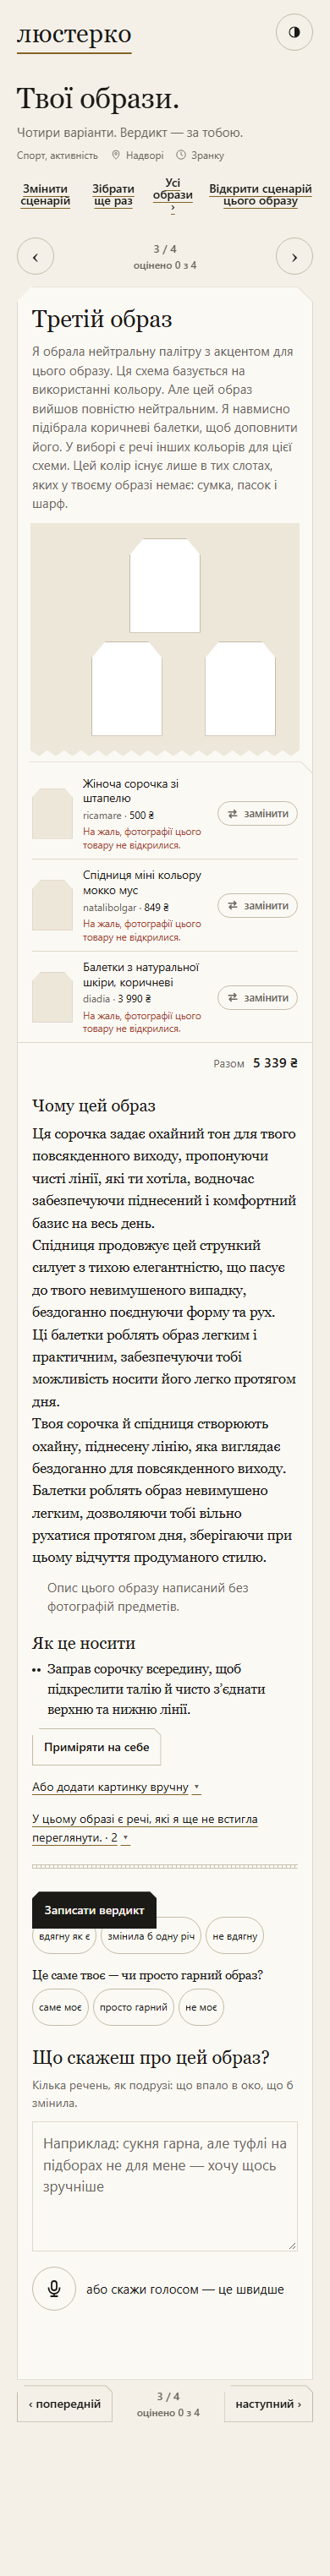 люстерко
Твої образи.
Чотири варіанти. Вердикт — за тобою.
Спорт, активність Надворі Зранку
Змінити сценарій
Зібрати ще раз
Усі образи ›
Відкрити сценарій цього образу
‹
3 / 4
оцінено 0 з 4
›
Третій образ
Я обрала нейтральну палітру з акцентом для
цього образу. Ця схема базується на
використанні кольору. Але цей образ
вийшов повністю нейтральним. Я навмисно
підібрала коричневі балетки, щоб доповнити
його. У виборі є речі інших кольорів для цієї
схеми. Цей колір існує лише в тих слотах,
яких у твоєму образі немає: сумка, пасок і
шарф.
Жіноча сорочка зі
штапелю
ricamare · 500 ₴
На жаль, фотографії цього
товару не відкрилися.
замінити
Спідниця міні кольору
мокко мус
natalibolgar · 849 ₴
На жаль, фотографії цього
товару не відкрилися.
замінити
Балетки з натуральної
шкіри, коричневі
diadia · 3 990 ₴
На жаль, фотографії цього
товару не відкрилися.
замінити
Разом 5 339 ₴
Чому цей образ
Ця сорочка задає охайний тон для твого
повсякденного виходу, пропонуючи
чисті лінії, які ти хотіла, водночас
забезпечуючи піднесений і комфортний
базис на весь день.
Спідниця продовжує цей стрункий
силует з тихою елегантністю, що пасує
до твого невимушеного випадку,
бездоганно поєднуючи форму та рух.
Ці балетки роблять образ легким і
практичним, забезпечуючи тобі
можливість носити його легко протягом
дня.
Твоя сорочка й спідниця створюють
охайну, піднесену лінію, яка виглядає
бездоганно для повсякденного виходу.
Балетки роблять образ невимушено
легким, дозволяючи тобі вільно
рухатися протягом дня, зберігаючи при
цьому відчуття продуманого стилю.
Опис цього образу написаний без
фотографій предметів.
Як це носити
Заправ сорочку всередину, щоб
підкреслити талію й чисто з’єднати
верхню та нижню лінії.
Приміряти на себе
Або додати картинку вручну ▾
У цьому образі є речі, які я ще не встигла
переглянути. · 2 ▾
Записати вердикт
вдягну як є
змінила б одну річ
не вдягну
Це саме твоє — чи просто гарний образ?
саме моє
просто гарний
не моє
Що скажеш про цей образ?
Кілька речень, як подрузі: що впало в око, що б
змінила.
Наприклад: сукня гарна, але туфлі на
підборах не для мене — хочу щось
зручніше
або скажи голосом — це швидше
‹ попередній
3 / 4
оцінено 0 з 4
наступний ›